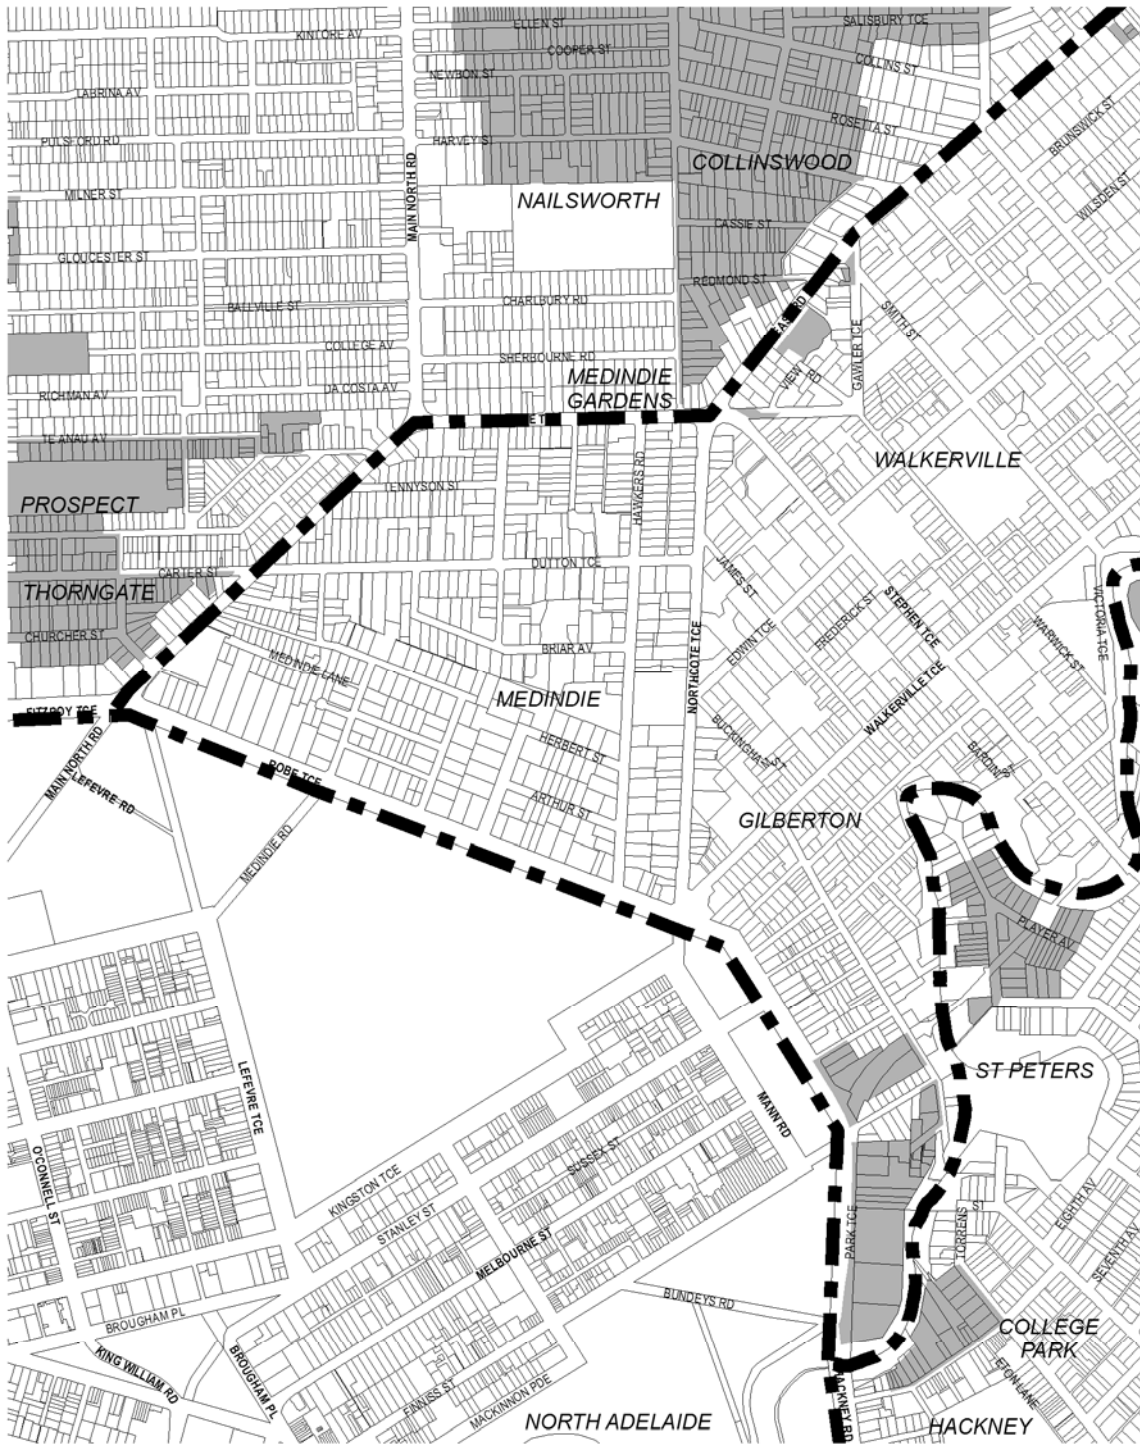 ELLEN ST
SALISBURY TCE
KINTORE AV
COOPER ST
COLLINS ST
NEWBON ST
LABRINA AV
ROSETTA ST
BRUNSWICK ST
PULSFORD RD
HARVEY ST
MAIN NORTH RD
COLLINSWOOD
MILNER ST
NAILSWORTH
WILSDEN ST
CASSIE ST
GLOUCESTER ST
REDMOND ST
BALLVILLE ST
CHARLBURY RD
SMITH ST
GAWLER TCE
COLLEGE AV
SHERBOURNE RD
VIEW RD
MEDINDIE
GARDENS
RICHMAN AV
DA COSTA AV
TE ANAU AV
WALKERVILLE
LENNYSON ST
HAWKERS RD
PROSPECT
DUTTON TCE
CARTER ST
JAMES ST
THORNGATE
STEPHEN TCE
FREDERICK ST
VICTORIA TCE
WARWICK ST
CHURCHER ST
EDWIN TCE
BRIAR AV
MEDINDIE LANE
NORTHCOTE TCE
MEDINDIE
WALKERVILLE TCE
FITZROY TCE
MAIN NORTH RD
HERBERT ST
BUCKINGHAM ST
ROBE TCE
LEFEVRE RD
ARTHUR ST
GILBERTON
MEDINDIE RD
PLAYER AV
LEFEVRE TCE
ST PETERS
MANN RD
O'CONNELL ST
SUSSEX ST
KINGSTON TCE
STANLEY ST
MELBOURNE ST
PARK TCE
TORRENS ST
EIGHTH AV
SEVENTH AV
BUNDEYS RD
BROUGHAM PL
COLLEGE
PARK
KING WILLIAM RD
BROUGHAM PL
FINNISS ST
MACKINNON PDE
ETON LANE
HACKNEY RD
NORTH ADELAIDE
HACKNEY